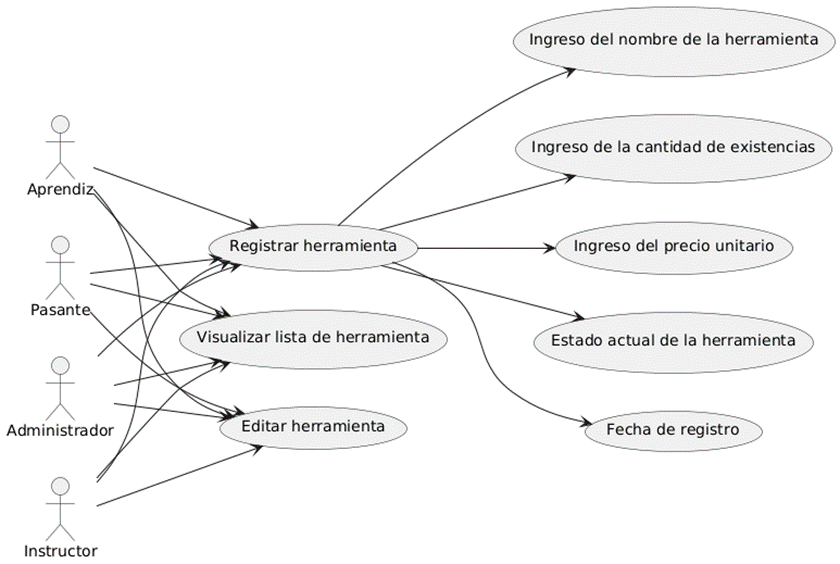 Ingreso del nombre de la herramienta
Ingreso de la cantidad de existencias
Aprendiz
Registrar herramienta
Ingreso del precio unitario
Pasante
Visualizar lista de herramienta
Estado actual de la herramienta
Administrador
Editar herramienta
Fecha de registro
Instructor